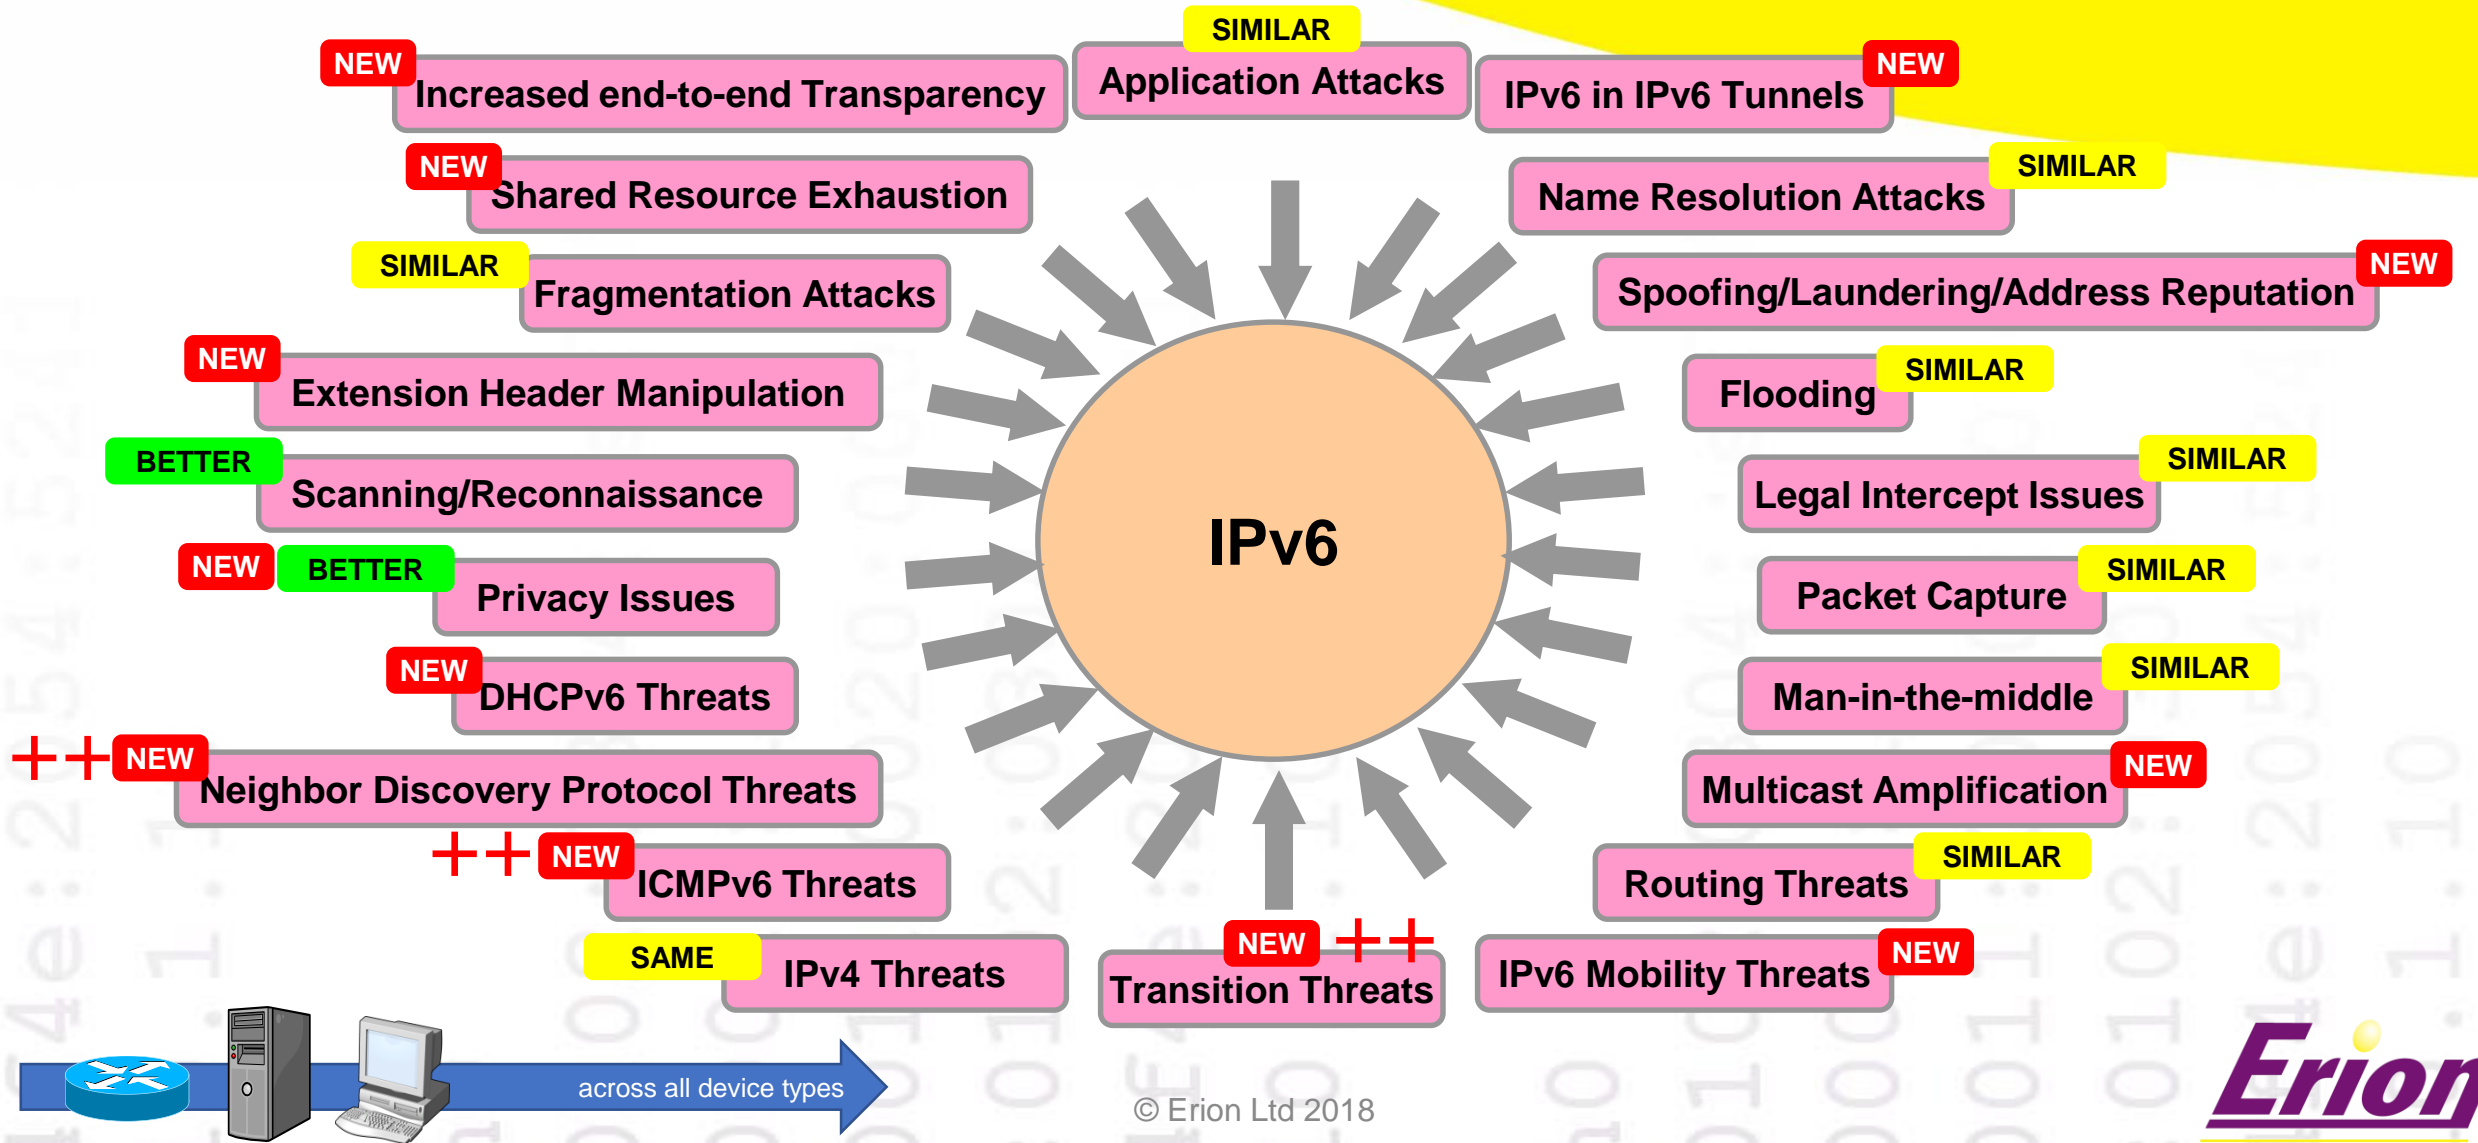 SIMILAR
Application Attacks
NEW
Increased end-to-end Transparency
NEW
IPv6 in IPv6 Tunnels
NEW
Shared Resource Exhaustion
SIMILAR
Name Resolution Attacks
SIMILAR
Fragmentation Attacks
NEW
Spoofing/Laundering/Address Reputation
NEW
Extension Header Manipulation
SIMILAR
Flooding
BETTER
Scanning/Reconnaissance
SIMILAR
Legal Intercept Issues
IPv6
NEW BETTER
Privacy Issues
SIMILAR
Packet Capture
NEW
DHCPv6 Threats
SIMILAR
Man-in-the-middle
++ NEW
Neighbor Discovery Protocol Threats
NEW
Multicast Amplification
++ NEW
ICMPv6 Threats
SIMILAR
Routing Threats
SAME
IPv4 Threats
NEW ++
Transition Threats
NEW
IPv6 Mobility Threats
across all device types
© Erion Ltd 2018
Erion